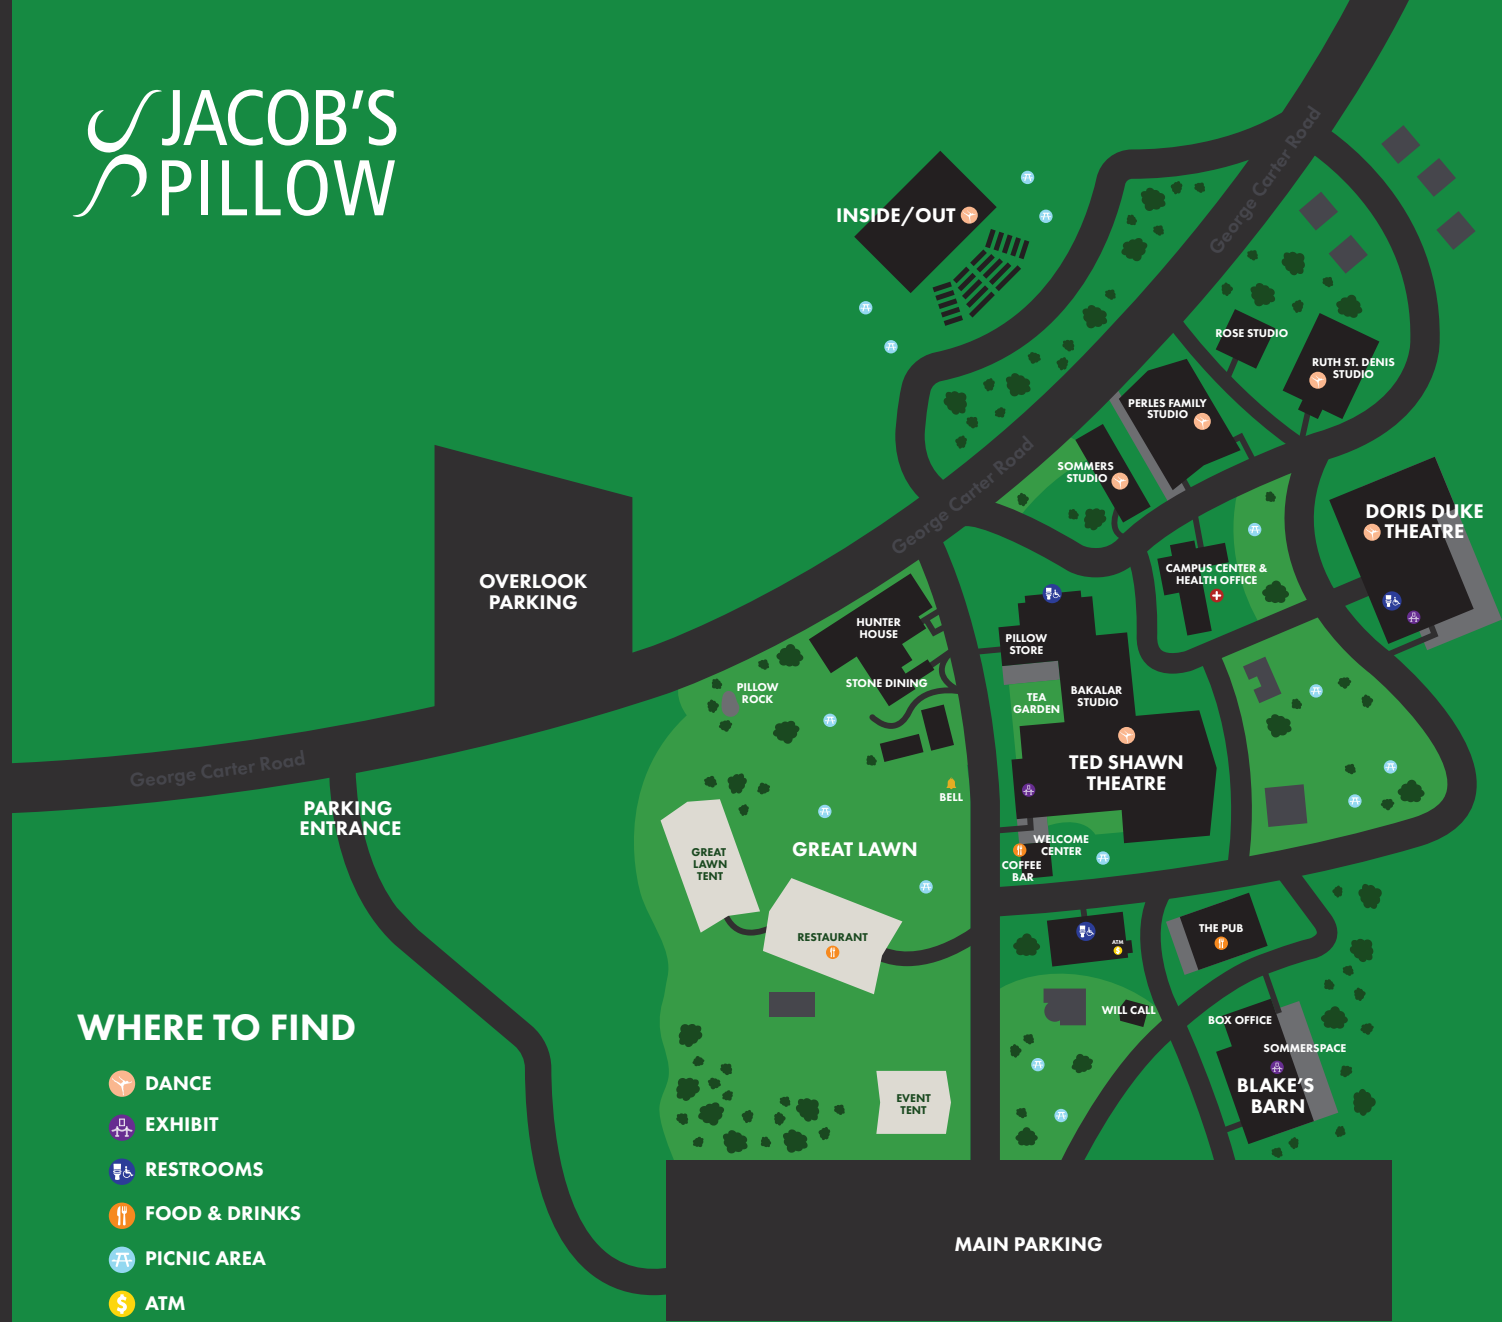 JACOB'S
PILLOW
INSIDE/OUT
George Carter Road
ROSE STUDIO
RUTH ST. DENIS
STUDIO
PERLES FAMILY
STUDIO
SOMMERS
STUDIO
George Carter Road
DORIS DUKE
THEATRE
CAMPUS CENTER &
HEALTH OFFICE
OVERLOOK
PARKING
HUNTER
HOUSE
STONE DINING
PILLOW
STORE
PILLOW
ROCK
TEA
GARDEN
BAKALAR
STUDIO
TED SHAWN
THEATRE
George Carter Road
PARKING
ENTRANCE
BELL
GREAT LAWN
GREAT
LAWN
TENT
WELCOME
CENTER
COFFEE
BAR
RESTAURANT
ATM
THE PUB
WILL CALL
BOX OFFICE
SOMMERSPACE
BLAKE'S
BARN
EVENT
TENT
MAIN PARKING
WHERE TO FIND
DANCE
EXHIBIT
RESTROOMS
FOOD & DRINKS
PICNIC AREA
$ ATM